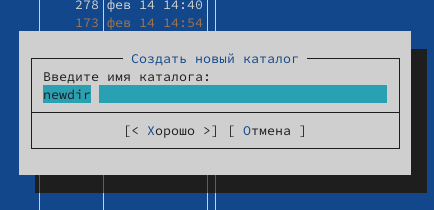 278 фев 14 14:40
173 фев 14 14:54
Создать новый каталог
Введите имя каталога:
newdir
[< Хорошо >] [ Отмена ]